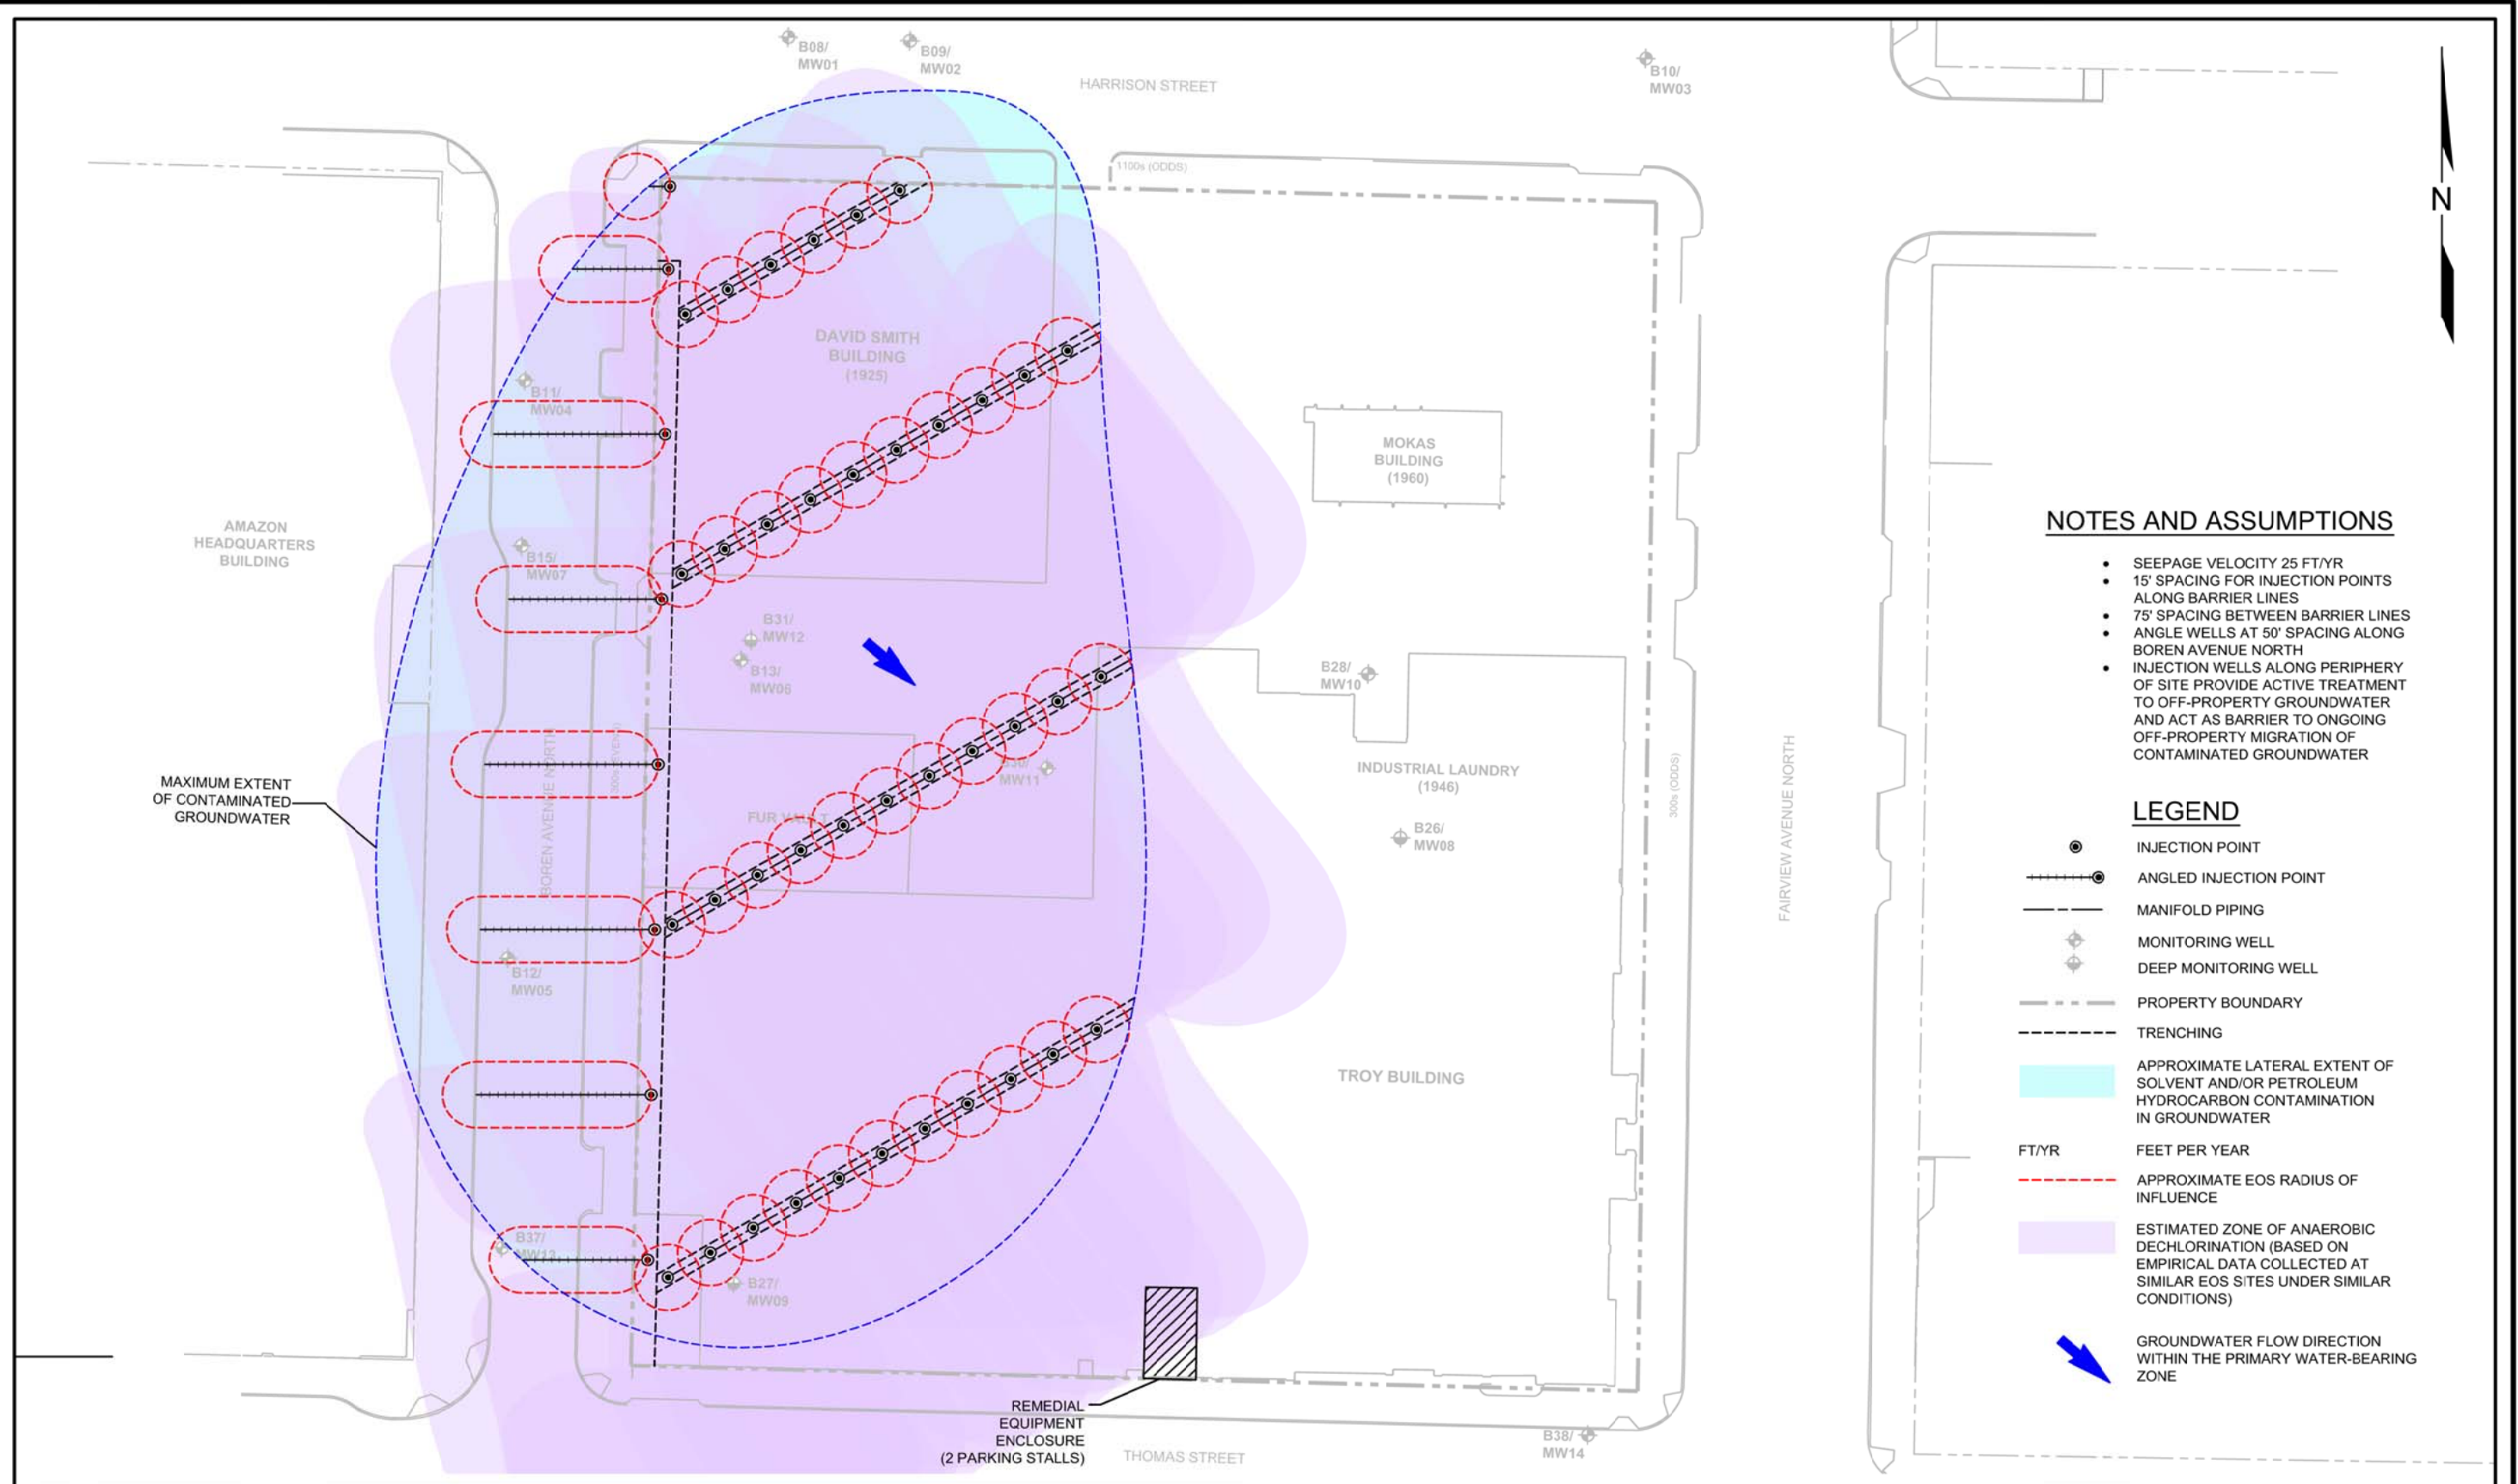 B08/
MW01
B09/
MW02
HARRISON STREET
B10/
MW03
N
1100s (ODDS)
DAVID SMITH
BUILDING
(1925)
B11/
MW04
MOKAS
BUILDING
(1960)
AMAZON
HEADQUARTERS
BUILDING
B15/
MW07
B31/
MW12
B13/
MW06
B28/
MW10
MAXIMUM EXTENT
OF CONTAMINATED
GROUNDWATER
BOREN AVENUE NORTH
FUR VAULT
MW11
INDUSTRIAL LAUNDRY
(1946)
B26/
MW08
300s (ODDS)
FAIRVIEW AVENUE NORTH
B12/
MW05
TROY BUILDING
B37/
MW13
B27/
MW09
REMEDIAL
EQUIPMENT
ENCLOSURE
(2 PARKING STALLS)
THOMAS STREET
B38/
MW14
NOTES AND ASSUMPTIONS
• SEEPAGE VELOCITY 25 FT/YR
• 15' SPACING FOR INJECTION POINTS
ALONG BARRIER LINES
• 75' SPACING BETWEEN BARRIER LINES
• ANGLE WELLS AT 50' SPACING ALONG
BOREN AVENUE NORTH
• INJECTION WELLS ALONG PERIPHERY
OF SITE PROVIDE ACTIVE TREATMENT
TO OFF-PROPERTY GROUNDWATER
AND ACT AS BARRIER TO ONGOING
OFF-PROPERTY MIGRATION OF
CONTAMINATED GROUNDWATER
LEGEND
INJECTION POINT
ANGLED INJECTION POINT
MANIFOLD PIPING
MONITORING WELL
DEEP MONITORING WELL
PROPERTY BOUNDARY
TRENCHING
APPROXIMATE LATERAL EXTENT OF
SOLVENT AND/OR PETROLEUM
HYDROCARBON CONTAMINATION
IN GROUNDWATER
FT/YR FEET PER YEAR
APPROXIMATE EOS RADIUS OF
INFLUENCE
ESTIMATED ZONE OF ANAEROBIC
DECHLORINATION (BASED ON
EMPIRICAL DATA COLLECTED AT
SIMILAR EOS SITES UNDER SIMILAR
CONDITIONS)
GROUNDWATER FLOW DIRECTION
WITHIN THE PRIMARY WATER-BEARING
ZONE